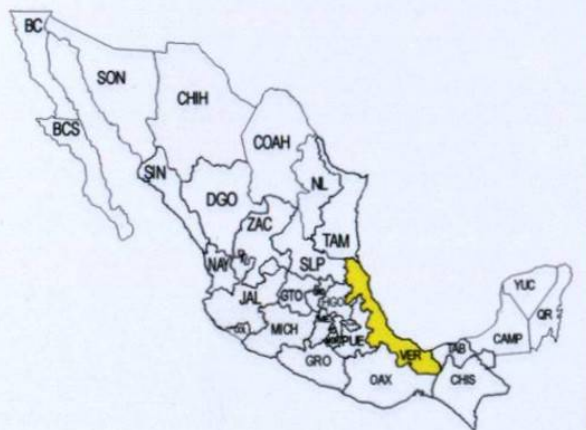 BC
SON
CHIH
BCS
COAH
SIN
NL
DGO
ZAC
TAM
NAY
SLP
YUC
JAL
GTO
HGO
QR
MICH
PUE
VER
TAB
CAMP
GRO
OAX
CHIS